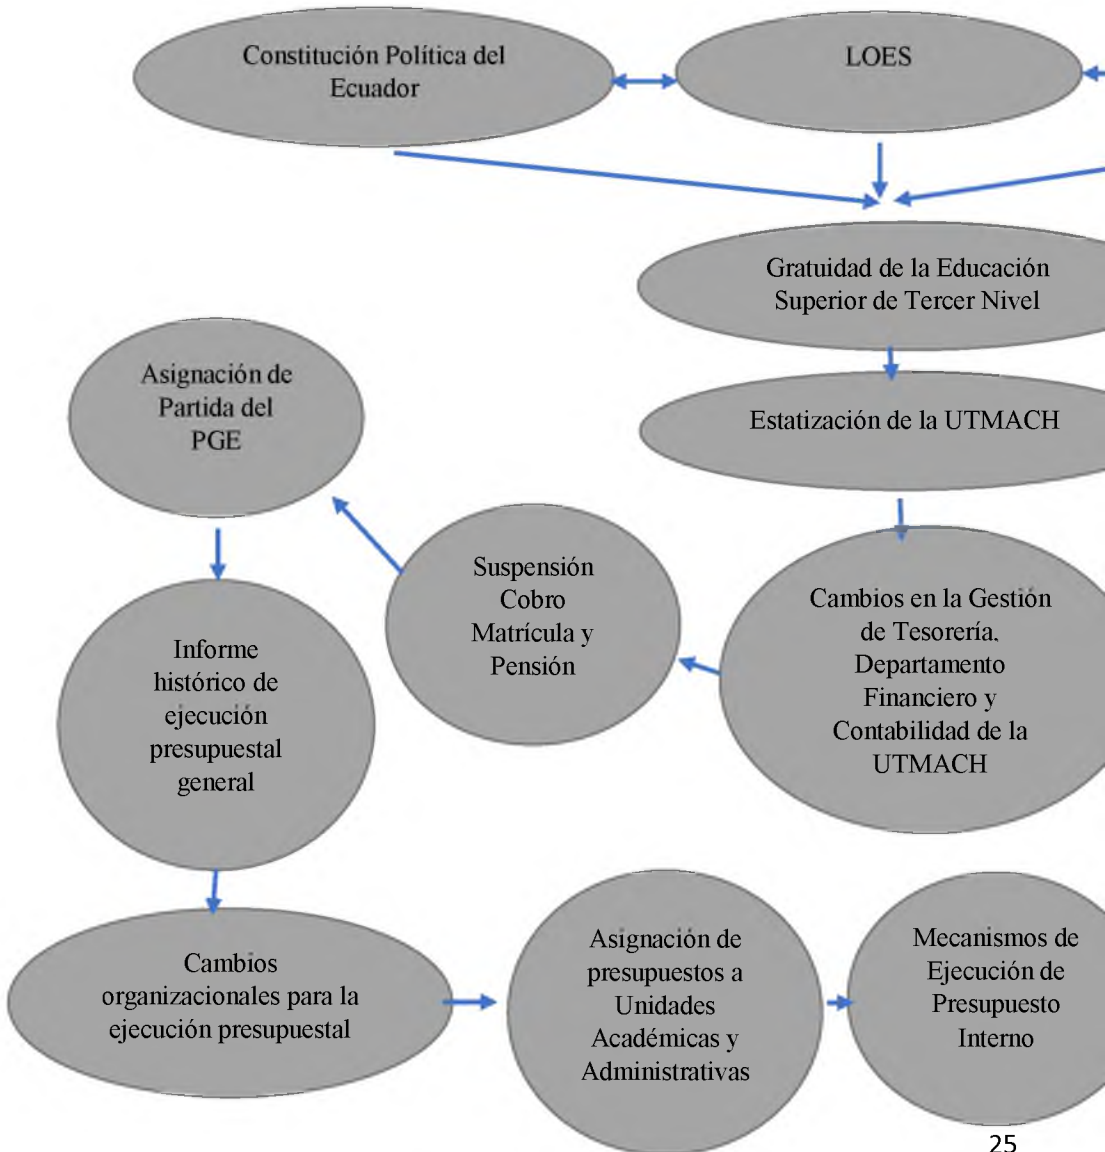 Constitución Política del
Ecuador
LOES
Gratuidad de la Educación
Superior de Tercer Nivel
Estatización de la UTMACH
Cambios en la Gestión
de Tesorería,
Departamento
Financiero y
Contabilidad de la
UTMACH
Suspensión
Cobro
Matrícula y
Pensión
Asignación de
Partida del
PGE
Informe
histórico de
ejecución
presupuestal
general
Cambios
organizacionales para la
ejecución presupuestal
Asignación de
presupuestos a
Unidades
Académicas y
Administrativas
Mecanismos de
Ejecución de
Presupuesto
Interno
25